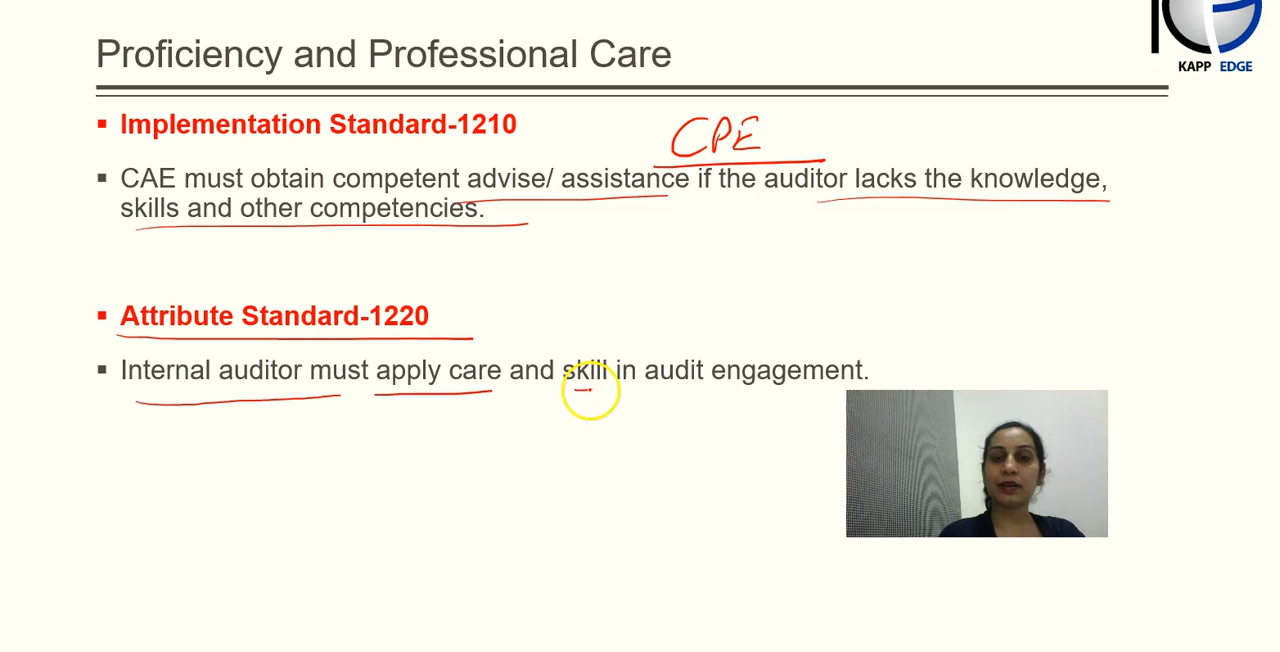 Proficiency and Professional Care
KAPP EDGE
Implementation Standard-1210
CPE
CAE must obtain competent advise/ assistance if the auditor lacks the knowledge,
skills and other competencies.
Attribute Standard-1220
Internal auditor must apply care and skill in audit engagement.